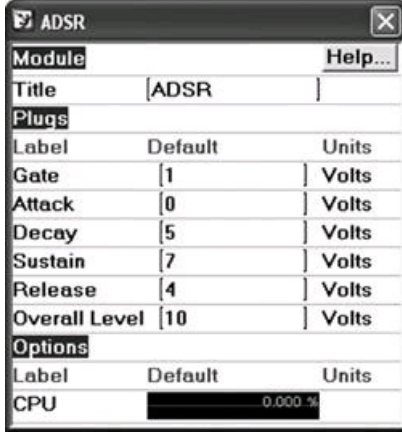 ADSR
Module Help...
Title [ADSR ]
Plugs
Label Default Units
Gate [1 ] Volts
Attack [0 ] Volts
Decay [5 ] Volts
Sustain [7 ] Volts
Release [4 ] Volts
Overall Level [10 ] Volts
Options
Label Default Units
CPU 0.000 %